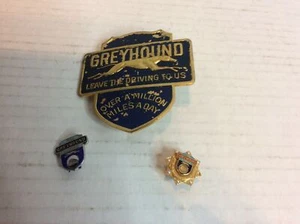 GREYHOUND
LEAVE THE DRIVING TO US
OVER A MILLION
MILES A DAY